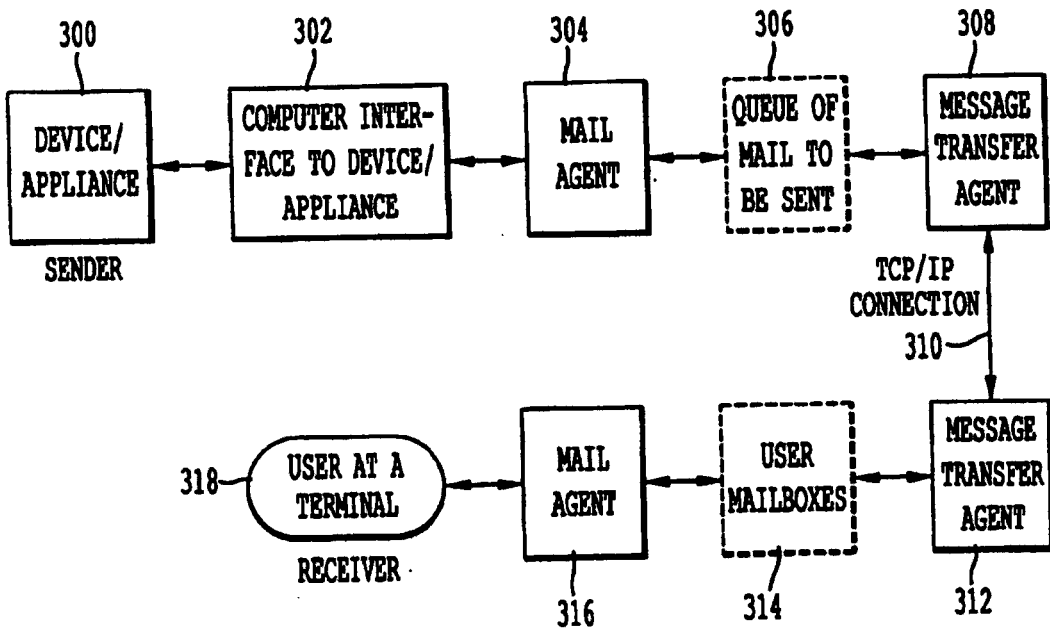 300
302
304
306
308
DEVICE/
APPLIANCE
COMPUTER INTER-
FACE TO DEVICE/
APPLIANCE
MAIL
AGENT
QUEUE OF
MAIL TO
BE SENT
MESSAGE
TRANSFER
AGENT
SENDER
TCP/IP
CONNECTION
310
318
USER AT A
TERMINAL
RECEIVER
MAIL
AGENT
316
USER
MAILBOXES
314
MESSAGE
TRANSFER
AGENT
312